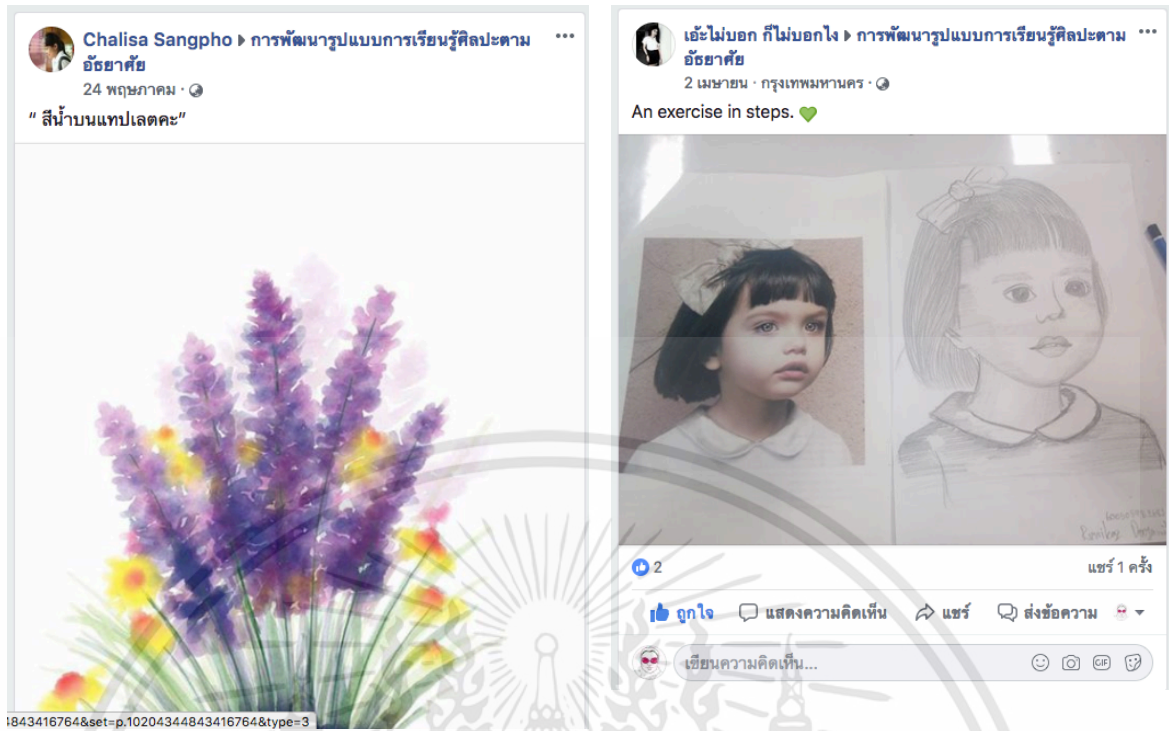 Chalisa Sangpho ▸ การพัฒนารูปแบบการเรียนรู้ศิลปะตาม
อัธยาศัย
24 พฤษภาคม ·
“ สีน้ำบนแทปเลตคะ”
4843416764&set=p.10204344843416764&type=3
เอ้ะไม่บอก ก็ไม่บอกไง ▸ การพัฒนารูปแบบการเรียนรู้ศิลปะตาม
อัธยาศัย
2 เมษายน · กรุงเทพมหานคร ·
An exercise in steps. 💚
2
แชร์ 1 ครั้ง
ถูกใจ แสดงความคิดเห็น แชร์ ส่งข้อความ
เขียนความคิดเห็น...
GIF